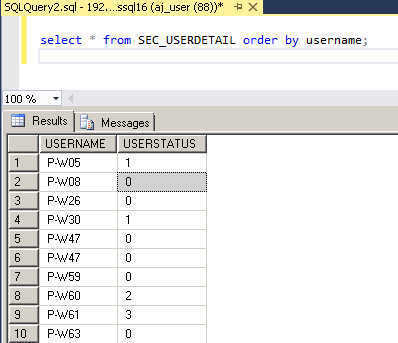 SQLQuery2.sql - 192....ssql16 (aj_user (88))*
select * from SEC_USERDETAIL order by username;
100 %
Results Messages
USERNAME USERSTATUS
1 P-W05 1
2 P-W08 0
3 P-W26 0
4 P-W30 1
5 P-W47 0
6 P-W47 0
7 P-W59 0
8 P-W60 2
9 P-W61 3
10 P-W63 0